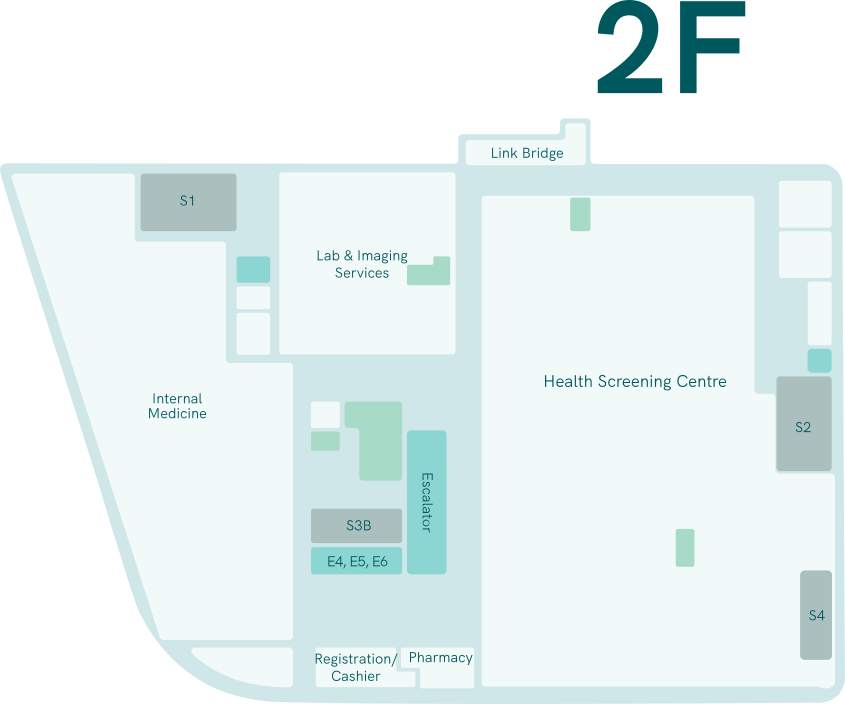 2F
Link Bridge
S1
Lab & Imaging
Services
Health Screening Centre
Internal
Medicine
S2
Escalator
S3B
E4, E5, E6
S4
Registration/
Cashier
Pharmacy